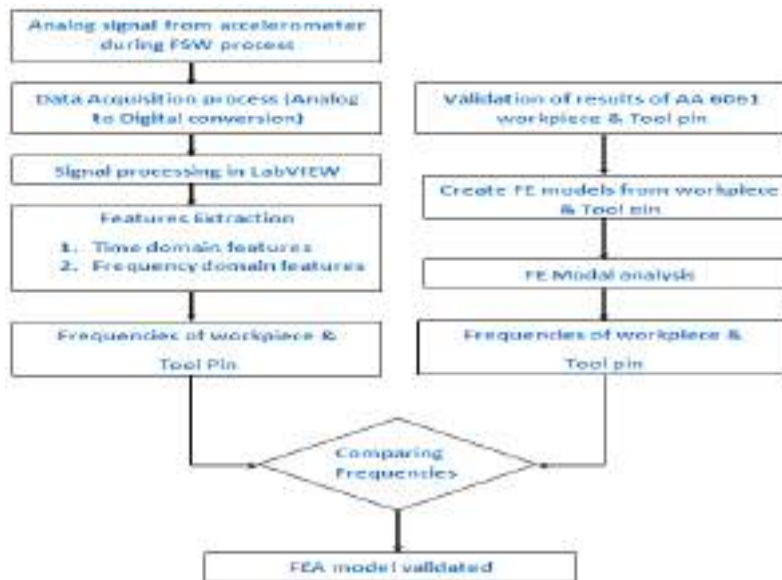 Analog signal from accelerometer
during FSW process
Data Acquisition process (Analog
to Digital conversion)
Signal processing in LabVIEW
Features Extraction
1. Time domain features
2. Frequency domain features
Frequencies of workpiece &
Tool Pin
Validation of results of AA 6061
workpiece & Tool pin
Create FE models from workpiece
& Tool pin
FE Modal analysis
Frequencies of workpiece &
Tool pin
Comparing
Frequencies
FEA model validated